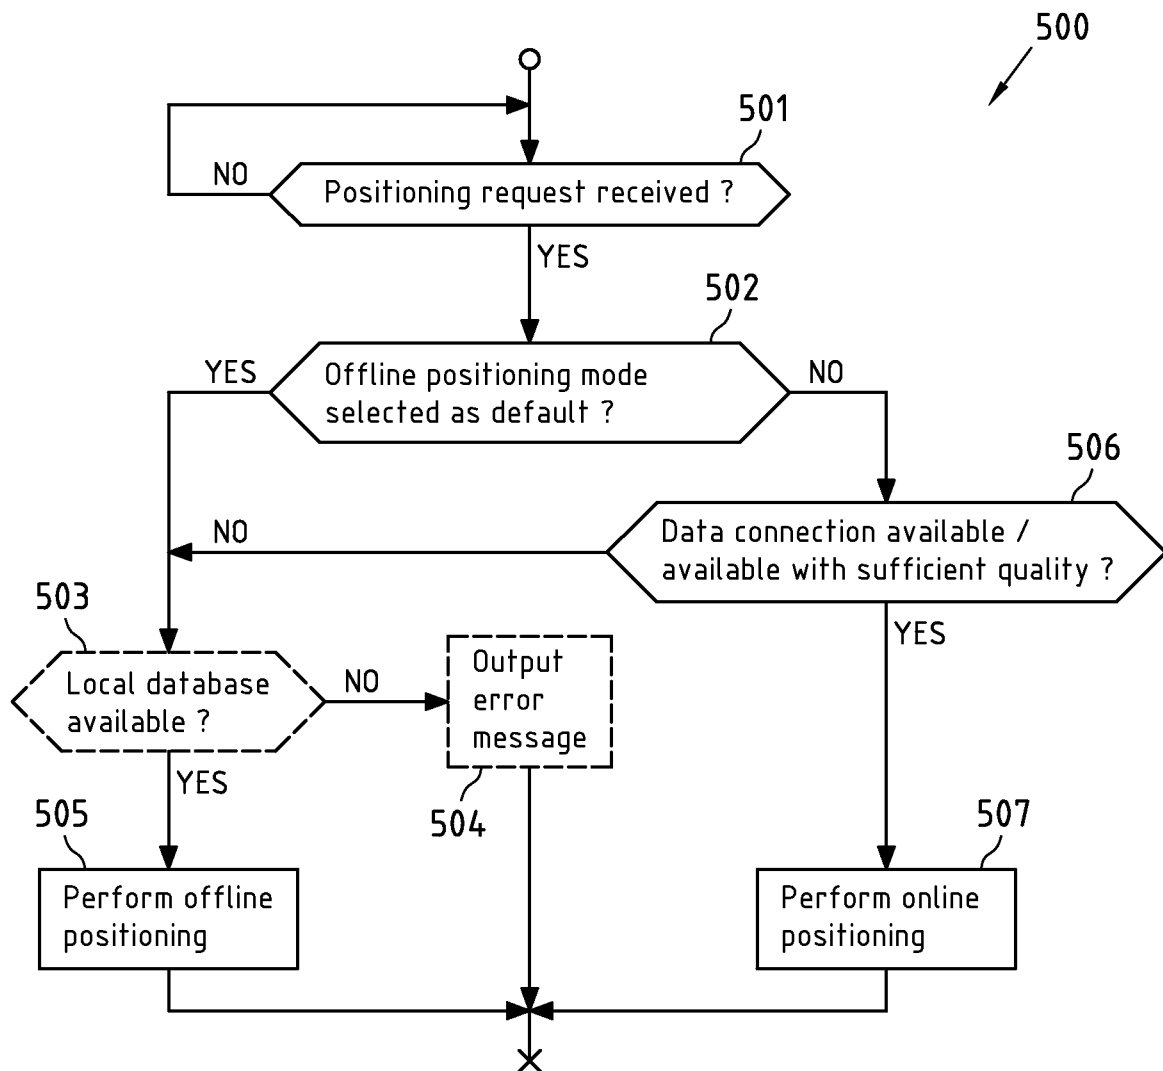 500
501
NO
Positioning request received ?
YES
502
YES
Offline positioning mode
selected as default ?
NO
506
NO
Data connection available /
available with sufficient quality ?
503
YES
Local database
available ?
NO
Output
error
message
YES
505
504
507
Perform offline
positioning
Perform online
positioning